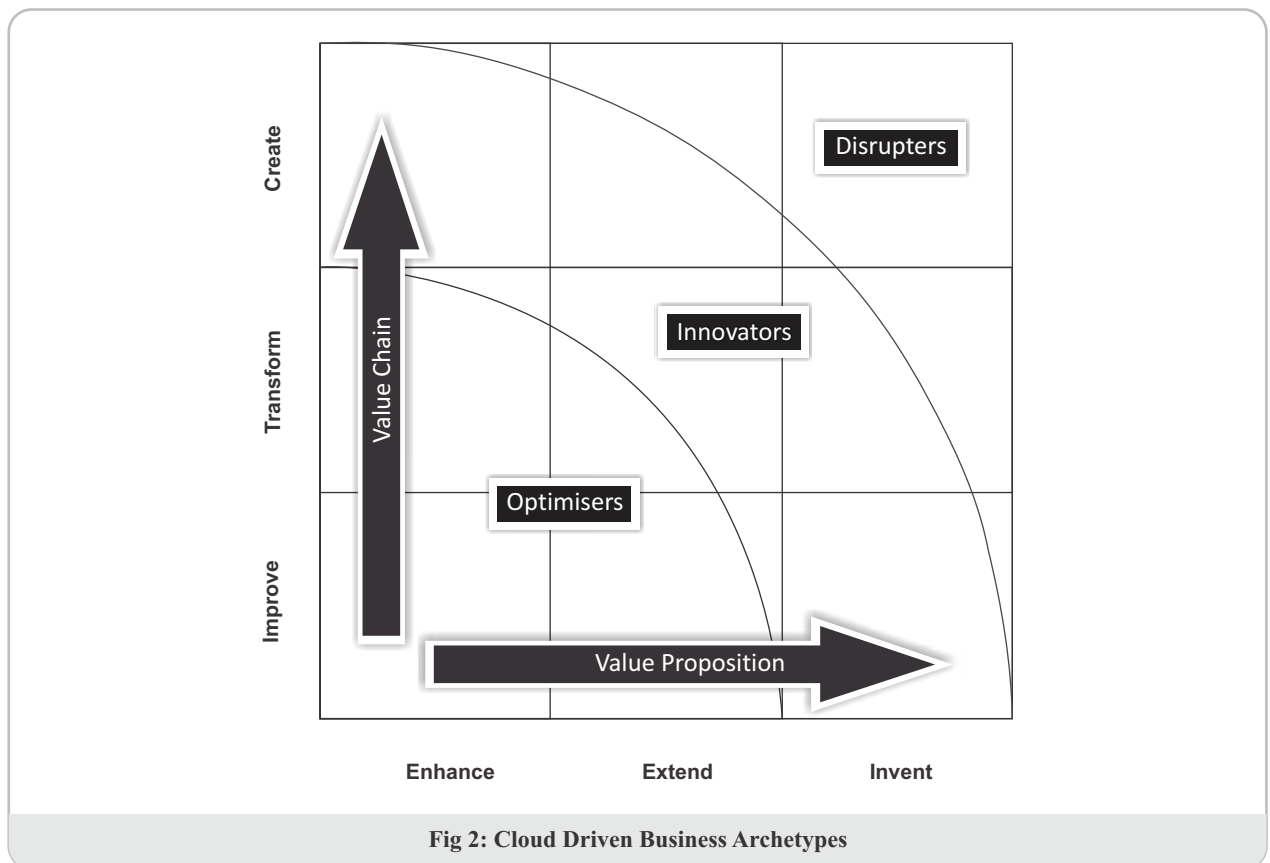 Create
Disrupters
Transform
Value Chain
Innovators
Optimisers
Improve
Value Proposition
Enhance Extend Invent
Fig 2: Cloud Driven Business Archetypes